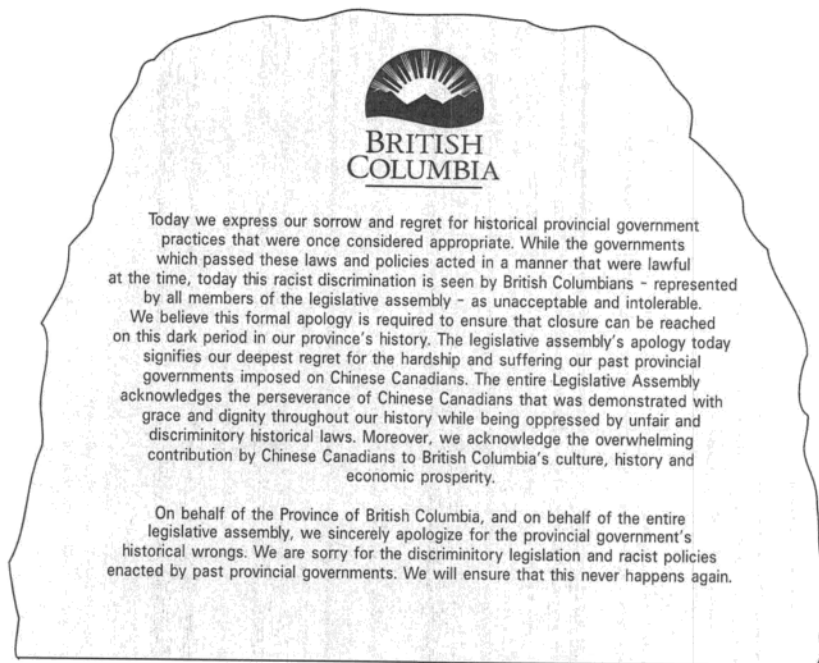 BRITISH
COLUMBIA
Today we express our sorrow and regret for historical provincial government
practices that were once considered appropriate. While the governments
which passed these laws and policies acted in a manner that were lawful
at the time, today this racist discrimination is seen by British Columbians - represented
by all members of the legislative assembly - as unacceptable and intolerable.
We believe this formal apology is required to ensure that closure can be reached
on this dark period in our province's history. The legislative assembly's apology today
signifies our deepest regret for the hardship and suffering our past provincial
governments imposed on Chinese Canadians. The entire Legislative Assembly
acknowledges the perseverance of Chinese Canadians that was demonstrated with
grace and dignity throughout our history while being oppressed by unfair and
discriminitory historical laws. Moreover, we acknowledge the overwhelming
contribution by Chinese Canadians to British Columbia's culture, history and
economic prosperity.
On behalf of the Province of British Columbia, and on behalf of the entire
legislative assembly, we sincerely apologize for the provincial government's
historical wrongs. We are sorry for the discriminitory legislation and racist policies
enacted by past provincial governments. We will ensure that this never happens again.